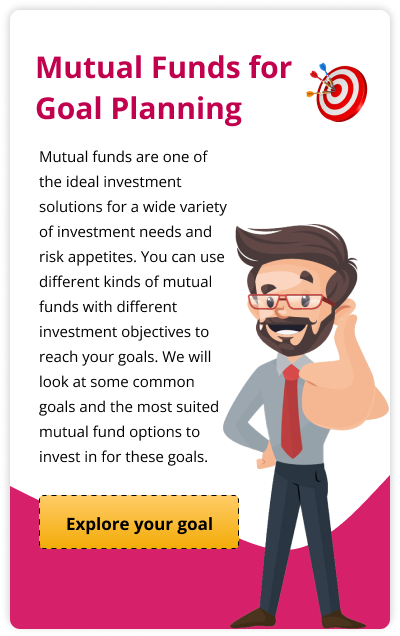 Mutual Funds for
Goal Planning
Mutual funds are one of
the ideal investment
solutions for a wide variety
of investment needs and
risk appetites. You can use
different kinds of mutual
funds with different
investment objectives to
reach your goals. We will
look at some common
goals and the most suited
mutual fund options to
invest in for these goals.
Explore your goal